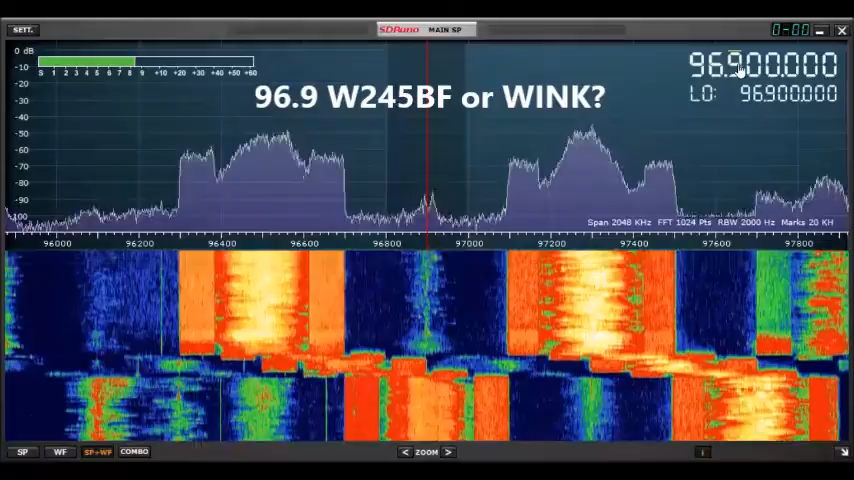 SETT.
SDRuno MAIN SP
0-00
0 dB
-10
-20
-30
-40
-50
-60
-70
-80
-90
-100
S 1 2 3 4 5 6 7 8 9 +10 +20 +30 +40 +50 +60
96.900.000
LO: 96.900.000
96.9 W245BF or WINK?
Span 2048 KHz FFT 1024 Pts RBW 2000 Hz Marks 20 KH
96000 96200 96400 96600 96800 97000 97200 97400 97600 97800
SP WF SP+WF COMBO < ZOOM > i